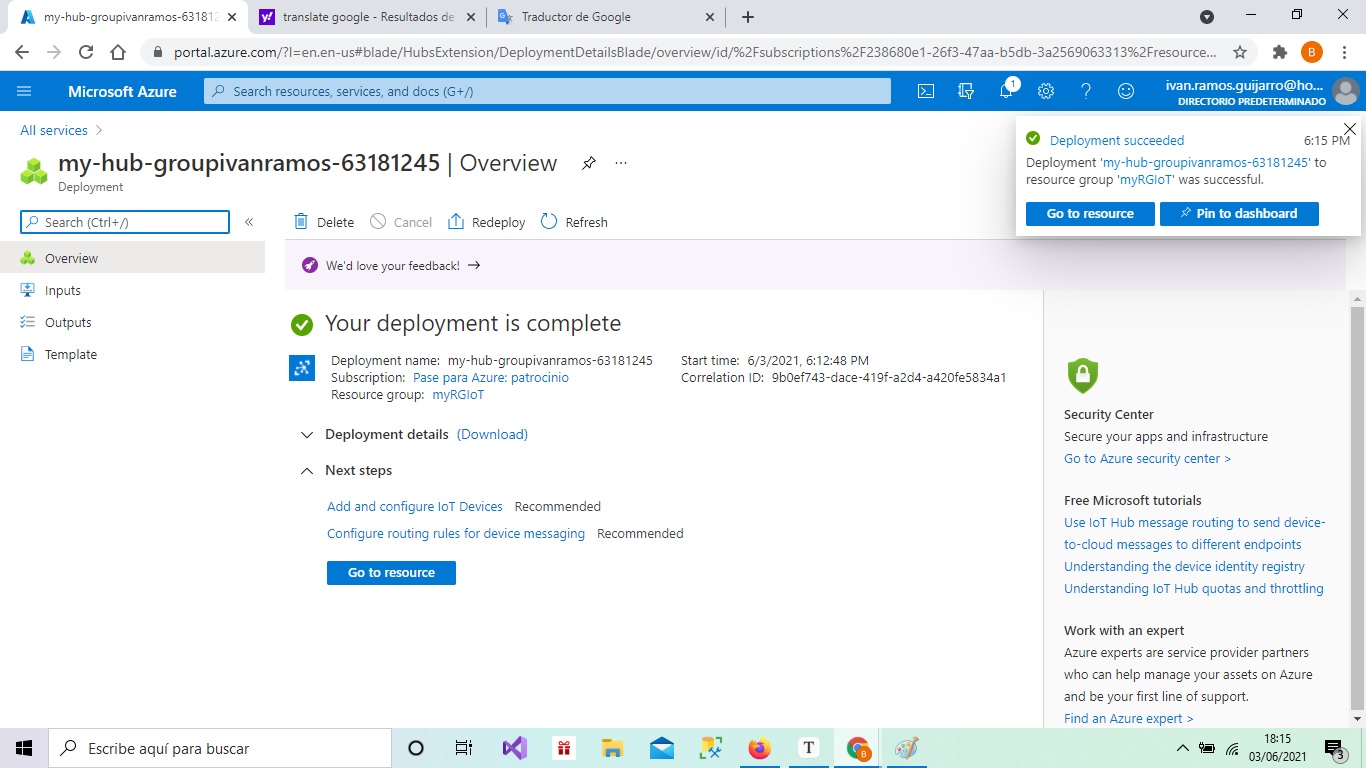 my-hub-groupivanramos-63181
translate google - Resultados de
Traductor de Google
portal.azure.com/?l=en.en-us#blade/HubsExtension/DeploymentDetailsBlade/overview/id/%2Fsubscriptions%2F238680e1-26f3-47aa-b5db-3a2569063313%2Fresource...
B
Microsoft Azure
Search resources, services, and docs (G+/)
1
ivan.ramos.guijarro@ho...
DIRECTORIO PREDETERMINADO
All services
my-hub-groupivanramos-63181245 | Overview
Deployment
Deployment succeeded
6:15 PM
Deployment 'my-hub-groupivanramos-63181245' to
resource group 'myRGIoT' was successful.
Go to resource
Pin to dashboard
Search (Ctrl+/)
Delete
Cancel
Redeploy
Refresh
Overview
Inputs
Outputs
Template
We'd love your feedback!
Your deployment is complete
Deployment name: my-hub-groupivanramos-63181245
Subscription: Pase para Azure: patrocinio
Resource group: myRGIoT
Start time: 6/3/2021, 6:12:48 PM
Correlation ID: 9b0ef743-dace-419f-a2d4-a420fe5834a1
Deployment details (Download)
Next steps
Add and configure IoT Devices Recommended
Configure routing rules for device messaging Recommended
Go to resource
Security Center
Secure your apps and infrastructure
Go to Azure security center >
Free Microsoft tutorials
Use IoT Hub message routing to send device-
to-cloud messages to different endpoints
Understanding the device identity registry
Understanding IoT Hub quotas and throttling
Work with an expert
Azure experts are service provider partners
who can help manage your assets on Azure
and be your first line of support.
Find an Azure expert >
Escribe aquí para buscar
T
B
18:15
03/06/2021
3